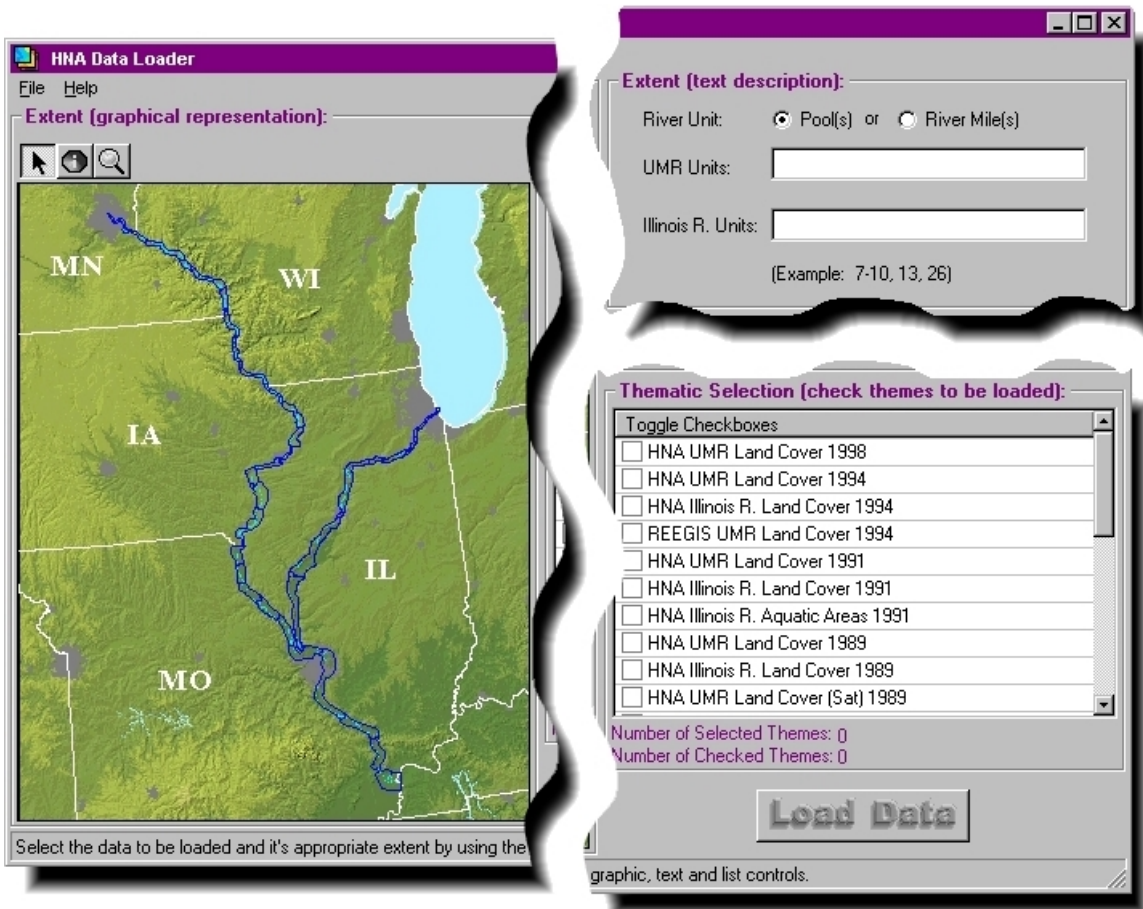 HNA Data Loader
File Help
Extent (graphical representation):
MN
WI
IA
IL
MO
Select the data to be loaded and it's appropriate extent by using the
Extent (text description):
River Unit: Pool(s) or River Mile(s)
UMR Units:
Illinois R. Units:
(Example: 7-10, 13, 26)
Thematic Selection (check themes to be loaded):
Toggle Checkboxes
HNA UMR Land Cover 1998
HNA UMR Land Cover 1994
HNA Illinois R. Land Cover 1994
REEGIS UMR Land Cover 1994
HNA UMR Land Cover 1991
HNA Illinois R. Land Cover 1991
HNA Illinois R. Aquatic Areas 1991
HNA UMR Land Cover 1989
HNA Illinois R. Land Cover 1989
HNA UMR Land Cover (Sat) 1989
Number of Selected Themes: 0
Number of Checked Themes: 0
Load Data
graphic, text and list controls.